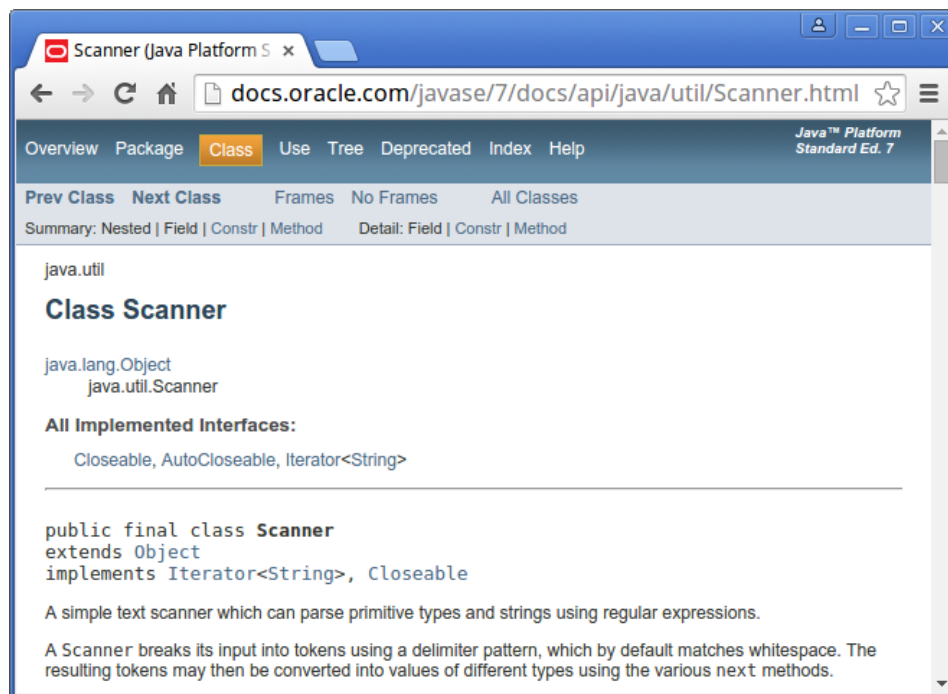 Scanner (Java Platform S
docs.oracle.com/javase/7/docs/api/java/util/Scanner.html
Overview Package Class Use Tree Deprecated Index Help
Java™ Platform
Standard Ed. 7
Prev Class Next Class Frames No Frames All Classes
Summary: Nested | Field | Constr | Method Detail: Field | Constr | Method
java.util
Class Scanner
java.lang.Object
java.util.Scanner
All Implemented Interfaces:
Closeable, AutoCloseable, Iterator<String>
public final class Scanner
extends Object
implements Iterator<String>, Closeable
A simple text scanner which can parse primitive types and strings using regular expressions.
A Scanner breaks its input into tokens using a delimiter pattern, which by default matches whitespace. The
resulting tokens may then be converted into values of different types using the various next methods.